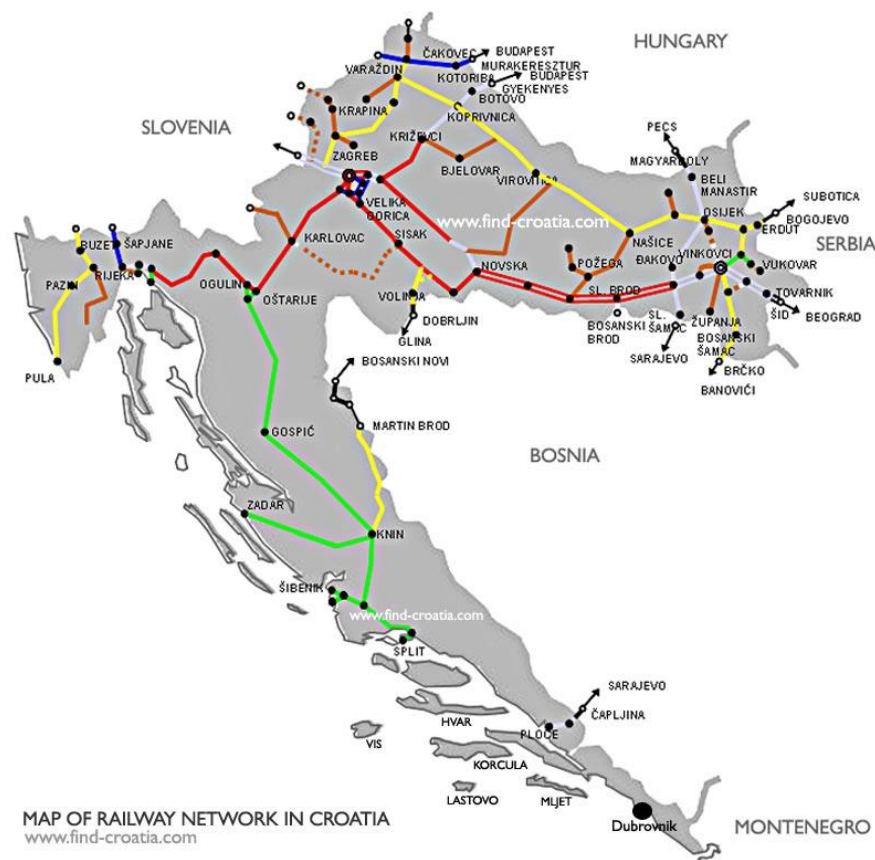 HUNGARY
ČAKOVEC
BUDAPEST
MURAKERESZTUR
VARAŽDIN
KOTORIBA
BUDAPEST
GYEKENYES
BOTOVO
KRAPINA
KOPRIVNICA
SLOVENIA
KRIŽEVCI
PECS
ZAGREB
MAGYARBOLY
BJELOVAR
BELI
MANASTIR
VIROVITICA
SUBOTICA
VELIKA
GORICA
www.find-croatia.com
OSIJEK
BOGOJEVO
ERDUT
BUZET
ŠAPJANE
KARLOVAC
SISAK
NAŠICE
SERBIA
VINKOVCI
ĐAKOVO
RIJEKA
NOVSKA
POŽEGA
VUKOVAR
PAZIN
OGULIN
TOVARNIK
OŠTARIJE
VOLINJA
SL. BROD
ŠID
DOBRLJIN
BOSANSKI
BROD
SL.
ŠAMAC
ŽUPANJA
BEOGRAD
GLINA
BOSANSKI
ŠAMAC
SARAJEVO
BOSANSKI NOVI
BRČKO
PULA
BANOVIĆI
MARTIN BROD
GOSPIĆ
BOSNIA
ZADAR
KNIN
ŠIBENIK
www.find-croatia.com
SPLIT
SARAJEVO
ČAPLJINA
HVAR
PLOČE
VIS
KORCULA
LASTOVO
MLJET
MAP OF RAILWAY NETWORK IN CROATIA
Dubrovnik
MONTENEGRO
www.find-croatia.com